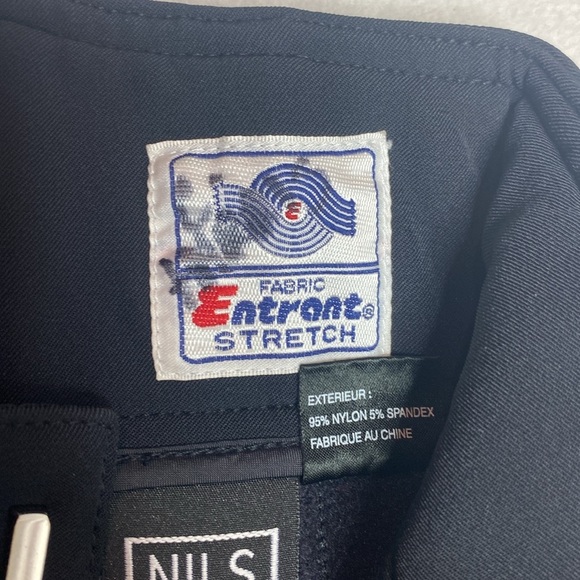 E
FABRIC
Entrant®
STRETCH
EXTERIEUR :
95% NYLON 5% SPANDEX
FABRIQUE AU CHINE
NILS